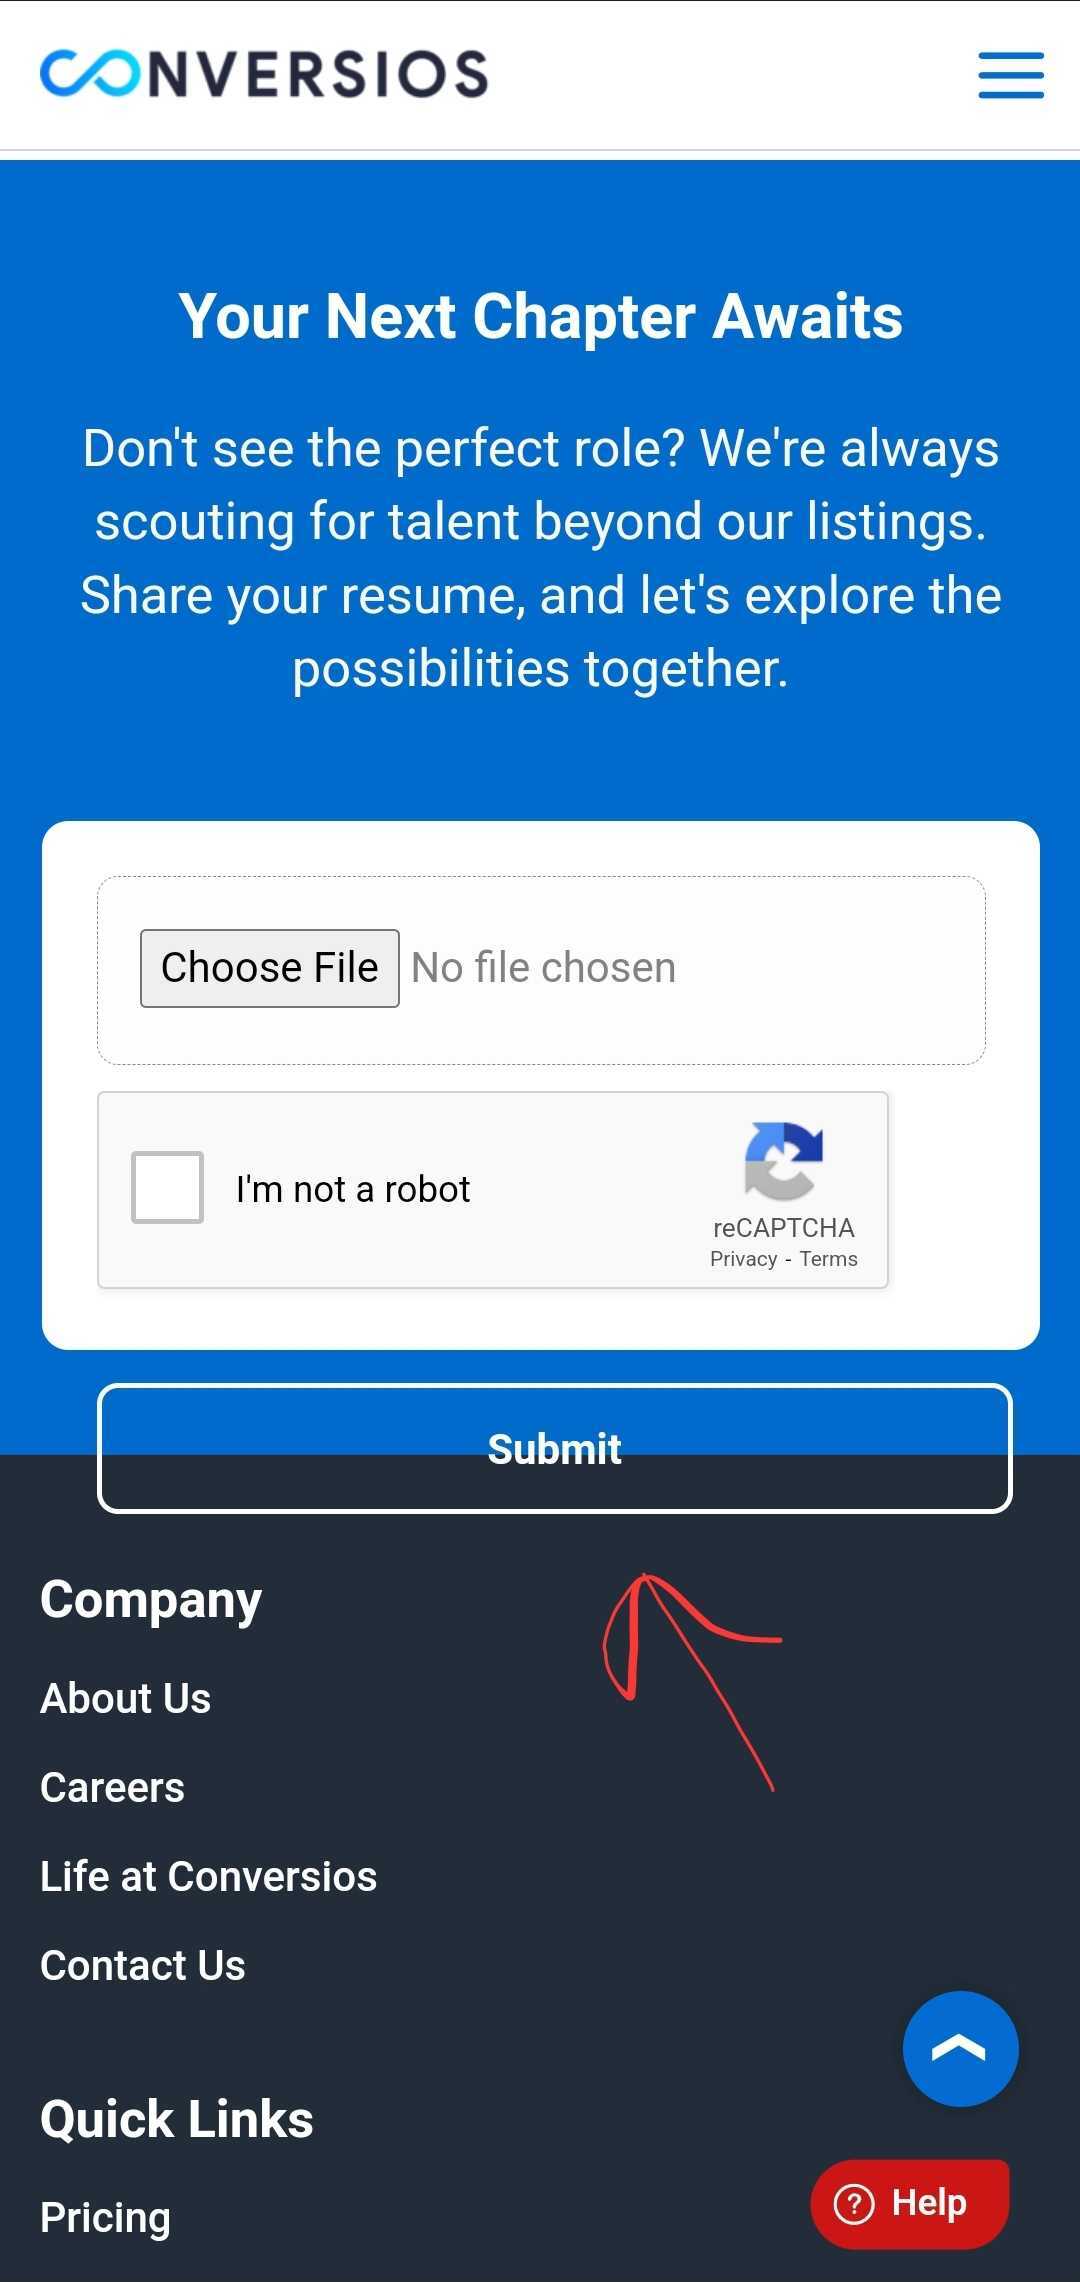 CONVERSIOS
Your Next Chapter Awaits
Don't see the perfect role? We're always
scouting for talent beyond our listings.
Share your resume, and let's explore the
possibilities together.
Choose File No file chosen
I'm not a robot
reCAPTCHA
Privacy - Terms
Submit
Company
About Us
Careers
Life at Conversios
Contact Us
Quick Links
Pricing
? Help